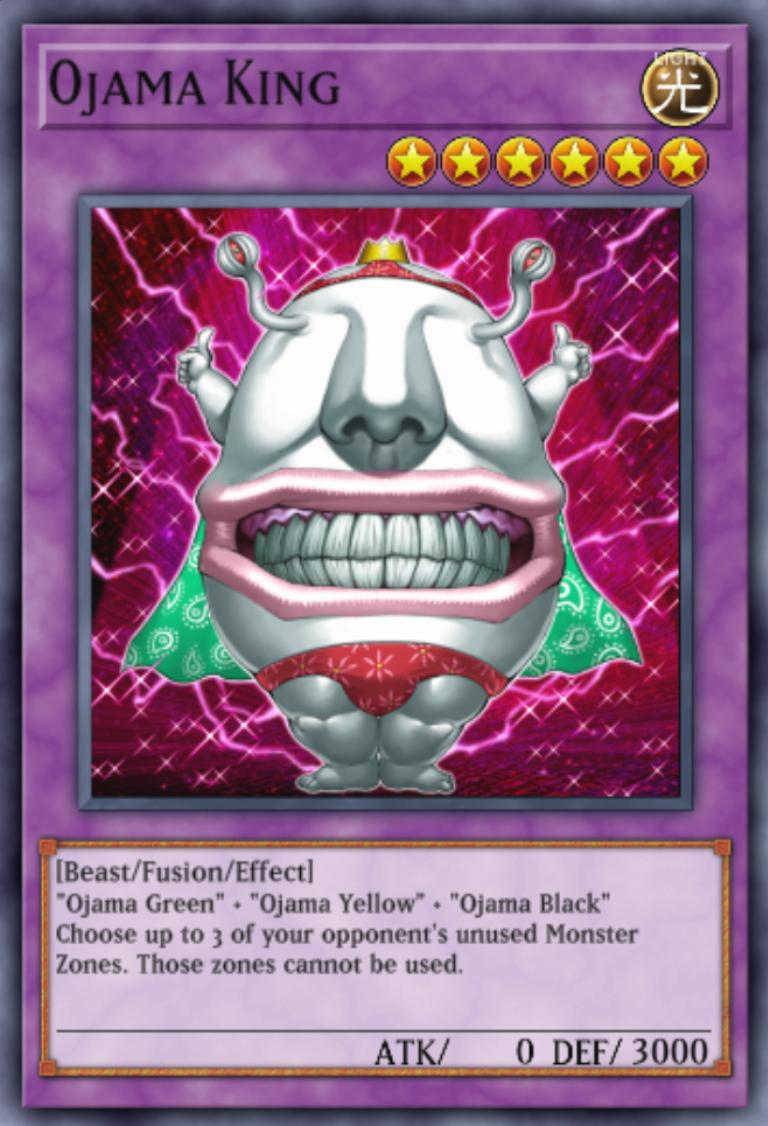 Ojama King
LIGHT
光
[Beast/Fusion/Effect]
"Ojama Green" + "Ojama Yellow" + "Ojama Black"
Choose up to 3 of your opponent's unused Monster
Zones. Those zones cannot be used.
ATK/ 0 DEF/ 3000